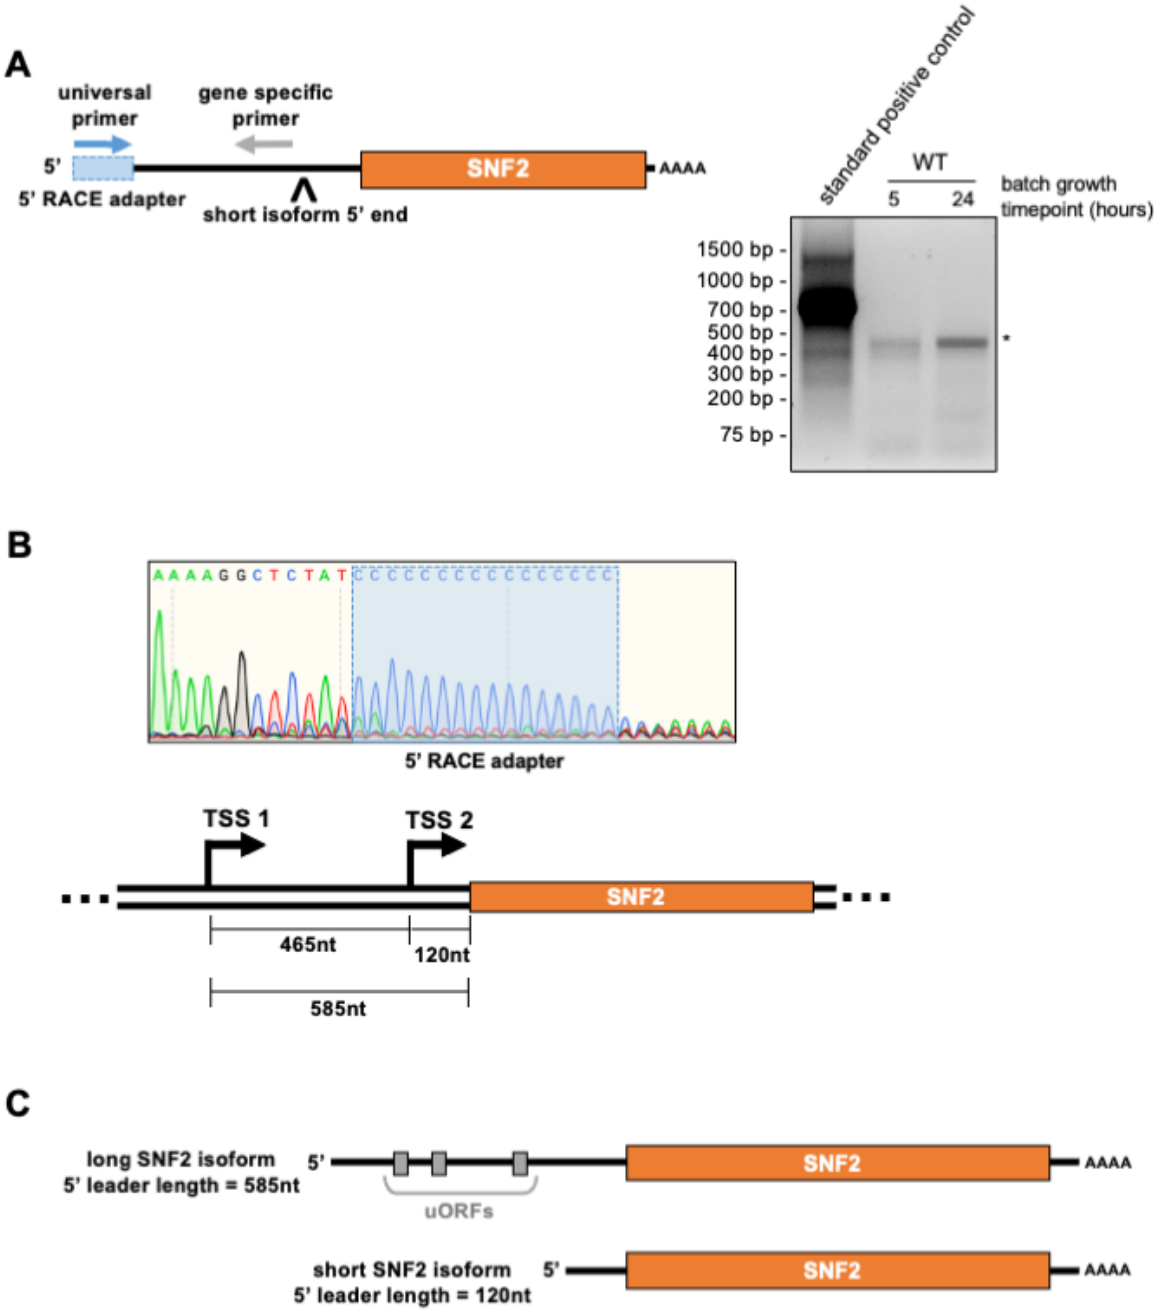 A
universal
primer
gene specific
primer
5'
SNF2
AAAA
5' RACE adapter
short isoform 5' end
standard positive control
WT
5
24
batch growth
timepoint (hours)
1500 bp -
1000 bp -
700 bp -
500 bp -
400 bp -
300 bp -
200 bp -
75 bp -
*
B
A A A A G G C T C T A T C C C C C C C C C C C C C C C C
5' RACE adapter
TSS 1
TSS 2
SNF2
465nt
120nt
585nt
C
long SNF2 isoform
5' leader length = 585nt
5'
SNF2
AAAA
uORFs
short SNF2 isoform
5' leader length = 120nt
5'
SNF2
AAAA